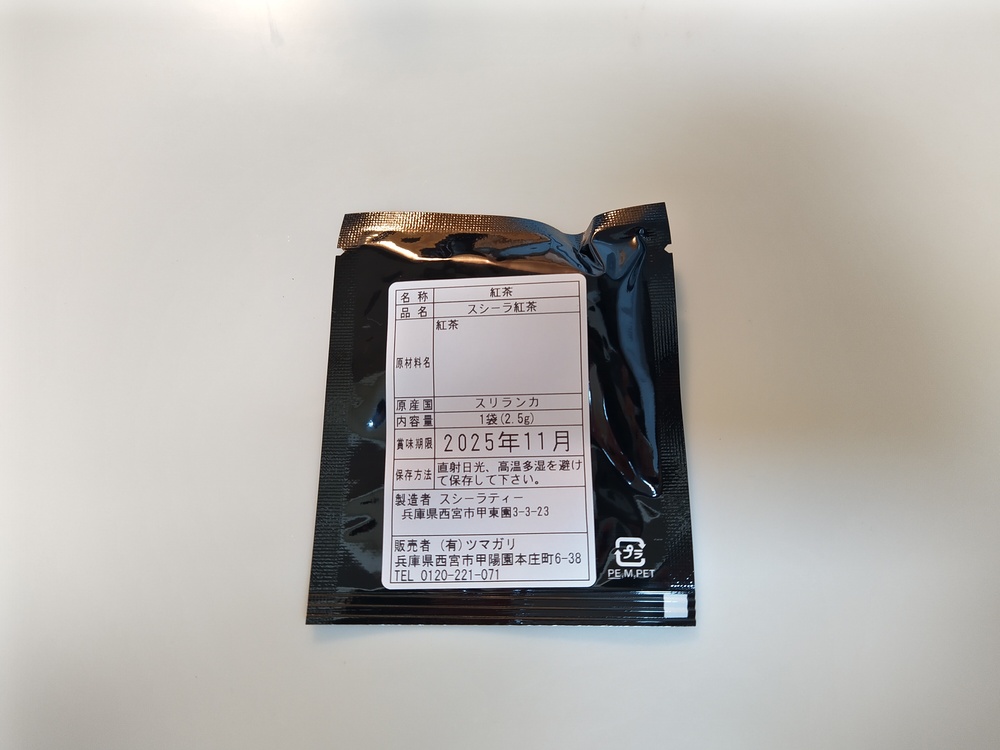 名称 紅茶
品名 スシーラ紅茶
原材料名 紅茶
原産国 スリランカ
内容量 1袋(2.5g)
賞味期限 2025年11月
保存方法 直射日光、高温多湿を避け
て保存して下さい。
製造者 スシーラティー
兵庫県西宮市甲東園3-3-23
販売者 (有)ツマガリ
兵庫県西宮市甲陽園本庄町6-38
TEL 0120-221-071
プラ
PE,M,PET